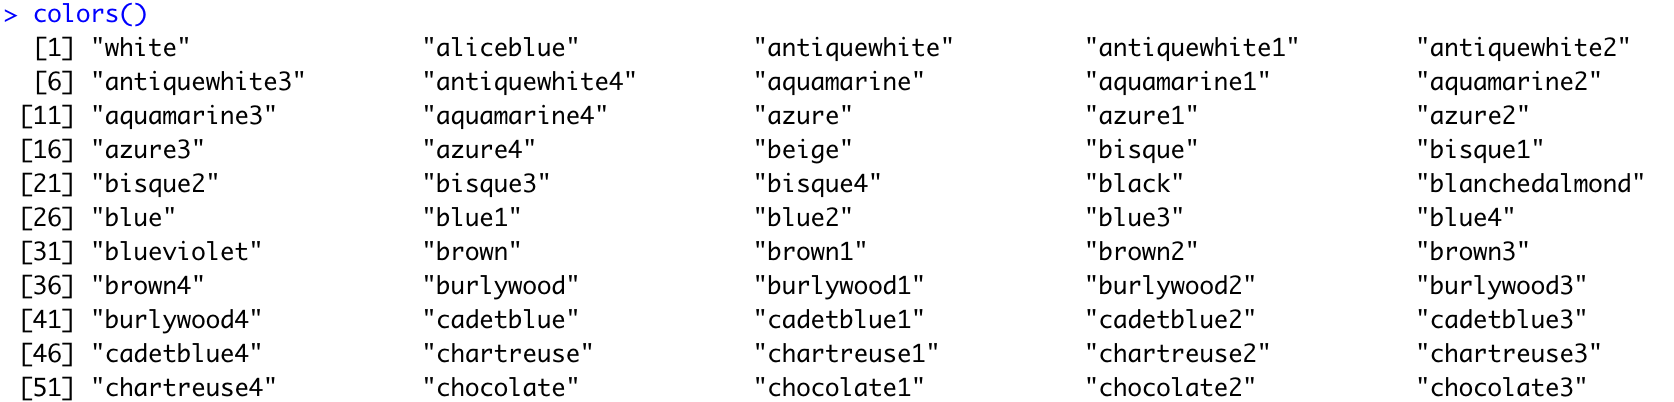 > colors()
[1] "white" "aliceblue" "antiquewhite" "antiquewhite1" "antiquewhite2"
[6] "antiquewhite3" "antiquewhite4" "aquamarine" "aquamarine1" "aquamarine2"
[11] "aquamarine3" "aquamarine4" "azure" "azure1" "azure2"
[16] "azure3" "azure4" "beige" "bisque" "bisque1"
[21] "bisque2" "bisque3" "bisque4" "black" "blanchedalmond"
[26] "blue" "blue1" "blue2" "blue3" "blue4"
[31] "blueviolet" "brown" "brown1" "brown2" "brown3"
[36] "brown4" "burlywood" "burlywood1" "burlywood2" "burlywood3"
[41] "burlywood4" "cadetblue" "cadetblue1" "cadetblue2" "cadetblue3"
[46] "cadetblue4" "chartreuse" "chartreuse1" "chartreuse2" "chartreuse3"
[51] "chartreuse4" "chocolate" "chocolate1" "chocolate2" "chocolate3"